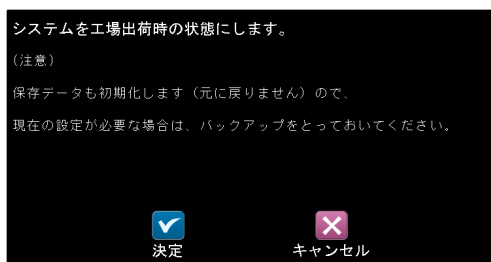 システムを工場出荷時の状態にします。
(注意)
保存データも初期化します（元に戻りません）ので、
現在の設定が必要な場合は、バックアップをとっておいてください。
決定
キャンセル